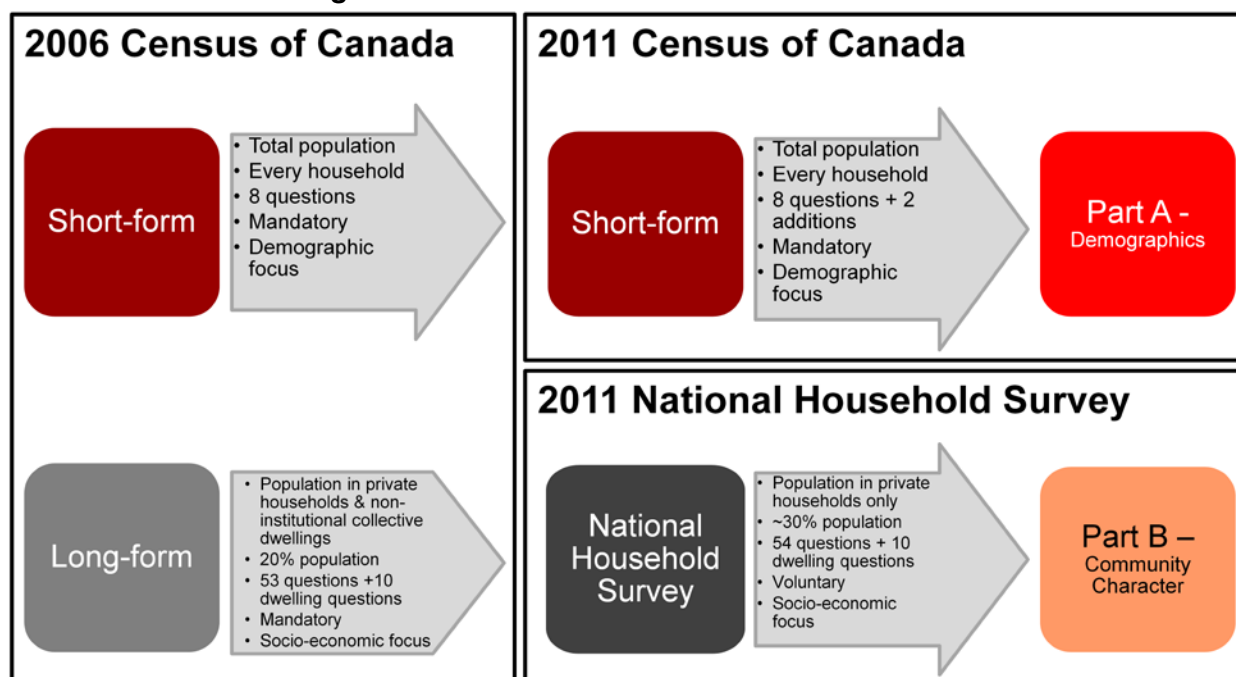 2006 Census of Canada
Short-form
• Total population
• Every household
• 8 questions
• Mandatory
• Demographic
focus
Long-form
• Population in private
households & non-
institutional collective
dwellings
• 20% population
• 53 questions +10
dwelling questions
• Mandatory
• Socio-economic focus
2011 Census of Canada
Short-form
• Total population
• Every household
• 8 questions + 2
additions
• Mandatory
• Demographic
focus
Part A -
Demographics
2011 National Household Survey
National
Household
Survey
• Population in private
households only
• ~30% population
• 54 questions + 10
dwelling questions
• Voluntary
• Socio-economic
focus
Part B –
Community
Character